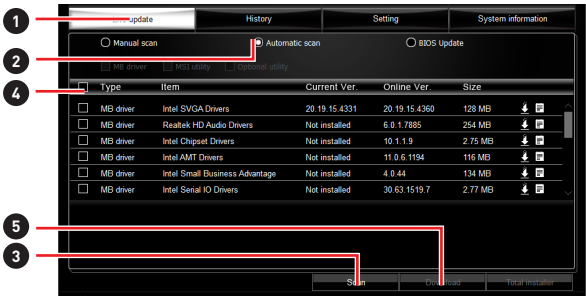 1 Live update History Setting System information
Manual scan Automatic scan BIOS Update
2 MB driver MSI utility Optional utility
4 Type Item Current Ver. Online Ver. Size
MB driver Intel SVGA Drivers 20.19.15.4331 20.19.15.4360 128 MB
MB driver Realtek HD Audio Drivers Not installed 6.0.1.7885 254 MB
MB driver Intel Chipset Drivers Not installed 10.1.1.9 2.75 MB
MB driver Intel AMT Drivers Not installed 11.0.6.1194 116 MB
MB driver Intel Small Business Advantage Not installed 4.0.44 134 MB
MB driver Intel Serial IO Drivers Not installed 30.63.1519.7 2.77 MB
5
3
Scan Download Total installer